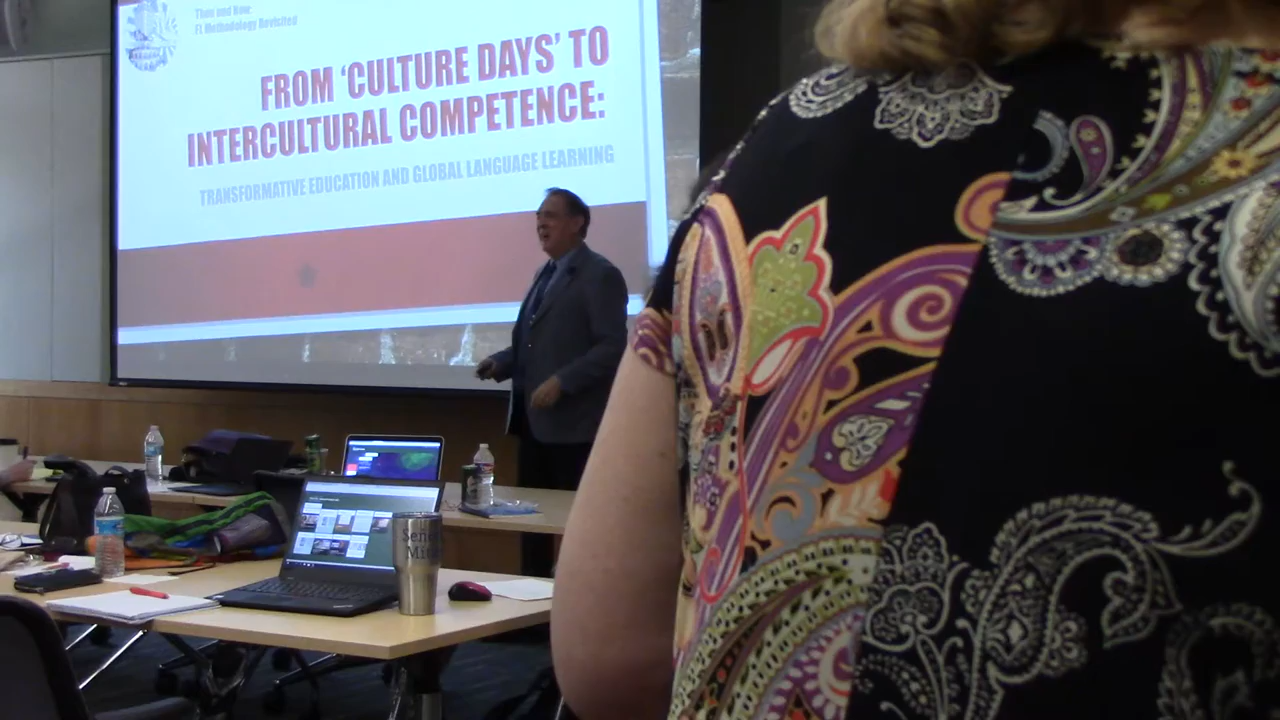 Then and Now
FL Methodology Revisited
FROM ‘CULTURE DAYS’ TO
INTERCULTURAL COMPETENCE:
TRANSFORMATIVE EDUCATION AND GLOBAL LANGUAGE LEARNING